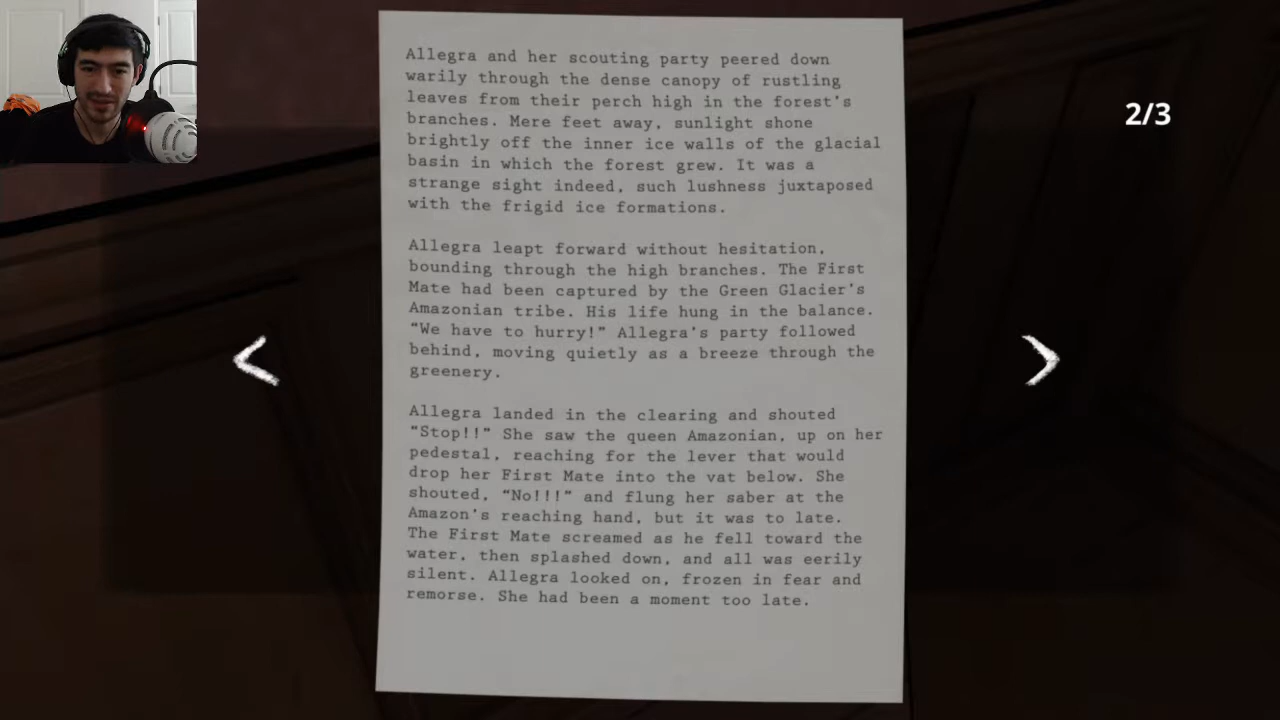 Allegra and her scouting party peered down
warily through the dense canopy of rustling
leaves from their perch high in the forest's
branches. Mere feet away, sunlight shone
brightly off the inner ice walls of the glacial
basin in which the forest grew. It was a
strange sight indeed, such lushness juxtaposed
with the frigid ice formations.
Allegra leapt forward without hesitation,
bounding through the high branches. The First
Mate had been captured by the Green Glacier's
Amazonian tribe. His life hung in the balance.
“We have to hurry!” Allegra's party followed
behind, moving quietly as a breeze through the
greenery.
Allegra landed in the clearing and shouted
“Stop!!” She saw the queen Amazonian, up on her
pedestal, reaching for the lever that would
drop her First Mate into the vat below. She
shouted, “No!!!” and flung her saber at the
Amazon's reaching hand, but it was to late.
The First Mate screamed as he fell toward the
water, then splashed down, and all was eerily
silent. Allegra looked on, frozen in fear and
remorse. She had been a moment too late.
2/3